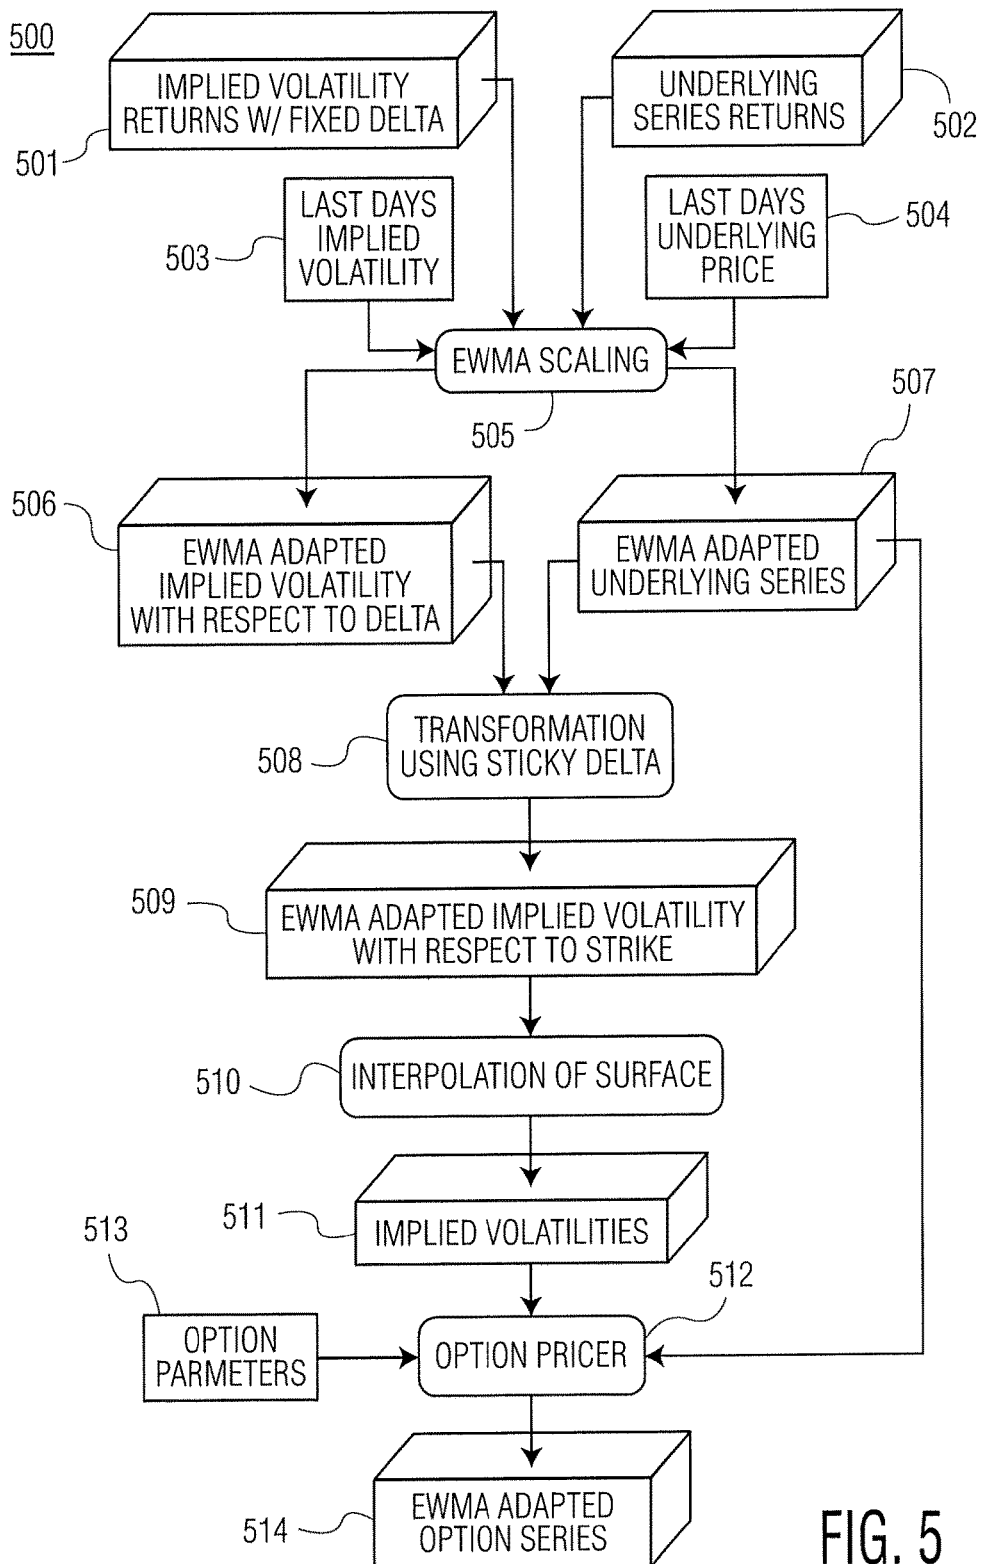 500
IMPLIED VOLATILITY
RETURNS W/ FIXED DELTA
501
UNDERLYING
SERIES RETURNS
502
LAST DAYS
IMPLIED
VOLATILITY
503
LAST DAYS
UNDERLYING
PRICE
504
EWMA SCALING
505
506
EWMA ADAPTED
IMPLIED VOLATILITY
WITH RESPECT TO DELTA
507
EWMA ADAPTED
UNDERLYING SERIES
508
TRANSFORMATION
USING STICKY DELTA
509
EWMA ADAPTED IMPLIED VOLATILITY
WITH RESPECT TO STRIKE
510
INTERPOLATION OF SURFACE
511
IMPLIED VOLATILITIES
513
OPTION
PARMETERS
512
OPTION PRICER
514
EWMA ADAPTED
OPTION SERIES
FIG. 5